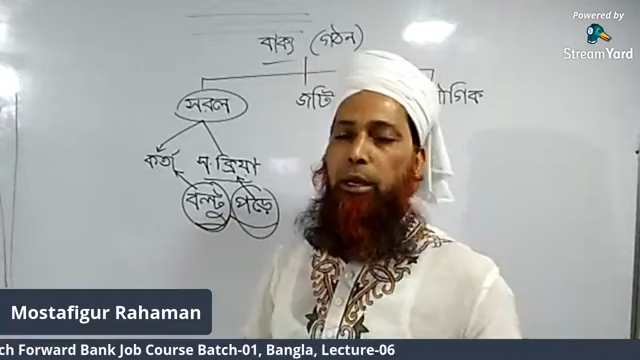 Powered by
StreamYard
বাক্য (গঠন)
সরল জটি যৌগিক
কর্তা স. ক্রিয়া
বল্টু পড়ে
Mostafigur Rahaman
ch Forward Bank Job Course Batch-01, Bangla, Lecture-06